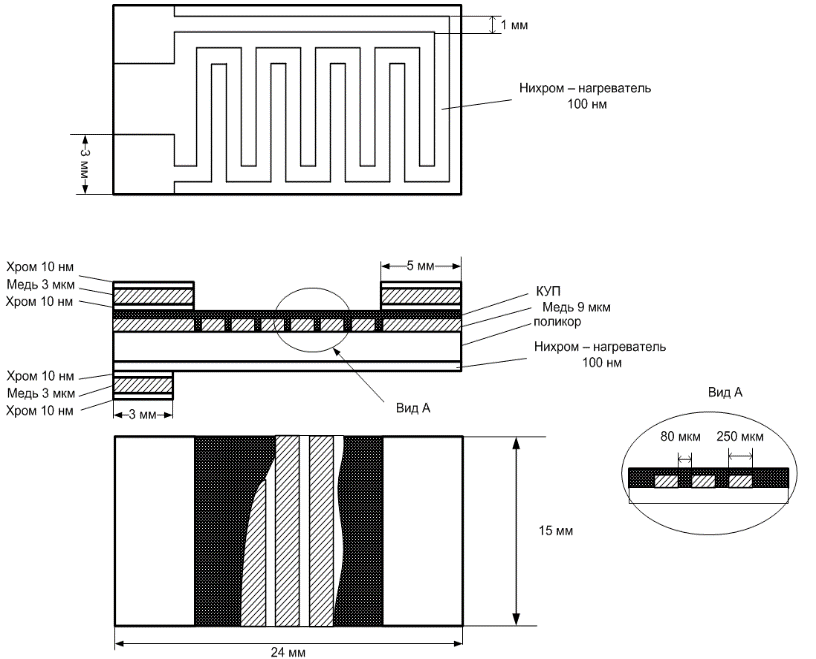 1 мм
Нихром – нагреватель
100 нм
3 мм
Хром 10 нм
Медь 3 мкм
Хром 10 нм
5 мм
КУП
Медь 9 мкм
поликор
Нихром – нагреватель
100 нм
Хром 10 нм
Медь 3 мкм
Хром 10 нм
3 мм
Вид А
Вид А
80 мкм
250 мкм
15 мм
24 мм